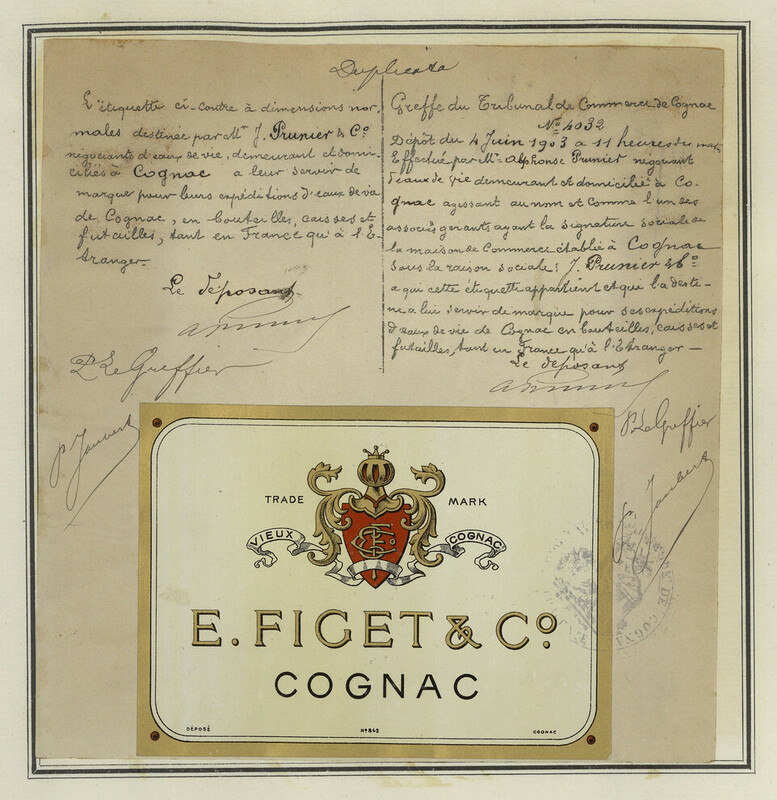 Duplicata
L'étiquette ci-contre à dimensions nor-
males destinée par Mrs J. Prunier & Co
négociants d'eaux de vie, demeurant et domi-
ciliés à Cognac a leur servir de
marque pour leurs expéditions d'eaux de vie
de Cognac, en bouteilles, caisses et
futailles, tant en France qu'à l'E-
tranger.
Le déposant
P. Le Greffier
P. Jaubert
Greffe du Tribunal de Commerce de Cognac
No 4032
Dépôt du 4 Juin 1903 a 11 heures du mat
Effectué par Mr Alphonse Prunier négociant
d'eaux de vie demeurant et domicilié à Co-
gnac agissant au nom et comme l'un des
associés gérants ayant la signature sociale de
la maison de Commerce établie à Cognac
sous la raison sociale: J. Prunier & Co
a qui cette étiquette appartient et qui la desti-
ne a lui servir de marque pour ses expéditions
d'eaux de vie de Cognac en bouteilles, caisses et
futailles, tant en France qu'à l'Etranger —
Le déposant
P. Le Greffier
P. Jaubert
TRADE MARK
VIEUX COGNAC
E. FIGET & Co
COGNAC
DÉPOSÉ No 842 COGNAC